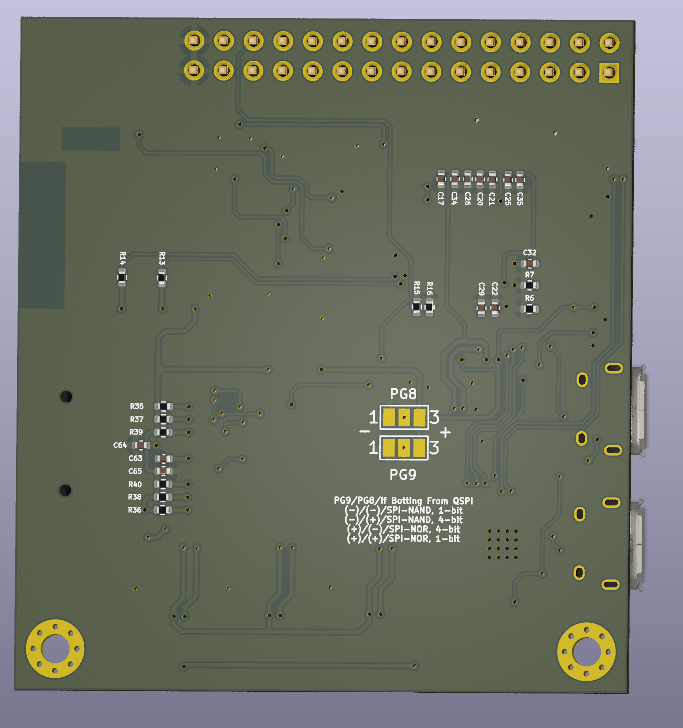 C17
C34
C26
C20
C21
C25
C35
R14
R13
C32
R7
R6
R15
R16
C29
C22
R35
R37
R39
C64
C63
C65
R40
R38
R36
PG8
1 3
- +
1 3
PG9
PG9/PG8/If Botting From QSPI
(-)/(-)/SPI-NAND, 1-bit
(-)/(+)/SPI-NAND, 4-bit
(+)/(-)/SPI-NOR, 4-bit
(+)/(+)/SPI-NOR, 1-bit